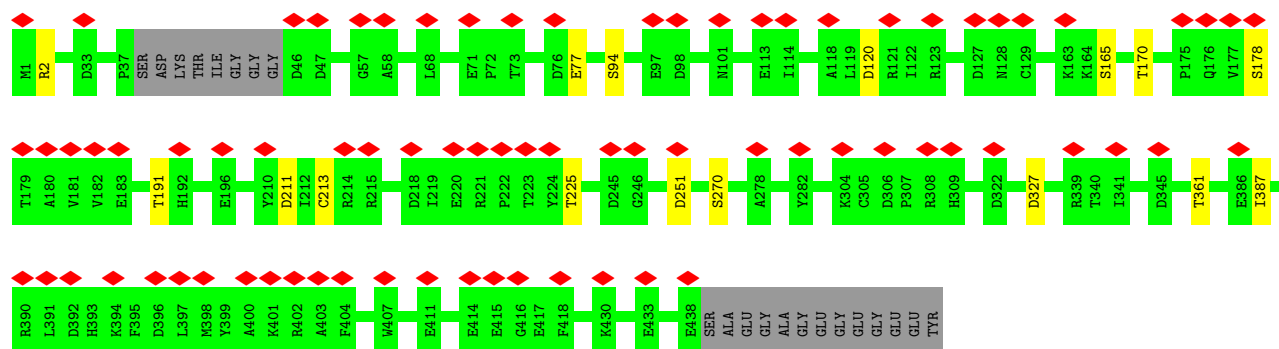 M1 R2 D33 P37 SER ASP LYS THR ILE GLY GLY GLY D46 D47 G57 A58 L68 E71 P72 T73 D76 E77 S94 E97 D98 N101 E113 I114 A118 L119 D120 R121 I122 R123 D127 N128 C129 K163 K164 S165 T170 P175 Q176 V177 S178
T179 A180 V181 V182 E183 T191 H192 E196 Y210 D211 I212 C213 R214 R215 D218 I219 E220 R221 P222 T223 Y224 T225 D245 G246 D251 S270 A278 Y282 K304 C305 D306 P307 R308 H309 D322 D327 R339 T340 I341 D345 T361 E386 I387
R390 L391 D392 H393 K394 F395 D396 L397 M398 Y399 A400 K401 R402 A403 F404 W407 E411 E414 E415 G416 E417 F418 K430 E433 E438 SER ALA GLU GLY ALA GLY GLU GLY GLU GLY GLU GLU TYR